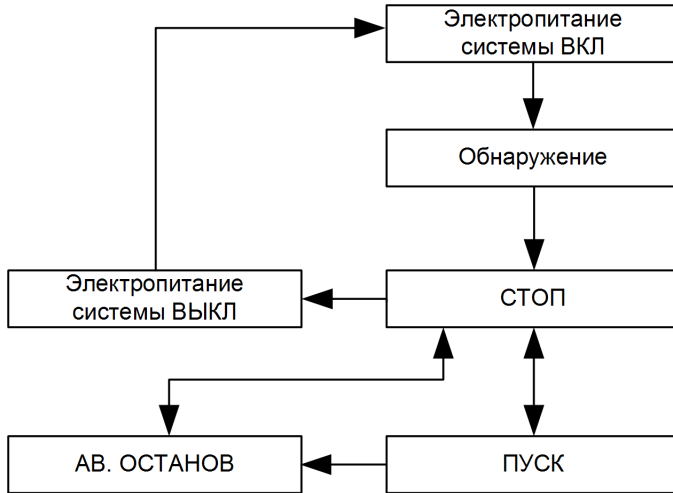 Электропитание
системы ВКЛ
Обнаружение
Электропитание
системы ВЫКЛ
СТОП
АВ. ОСТАНОВ
ПУСК